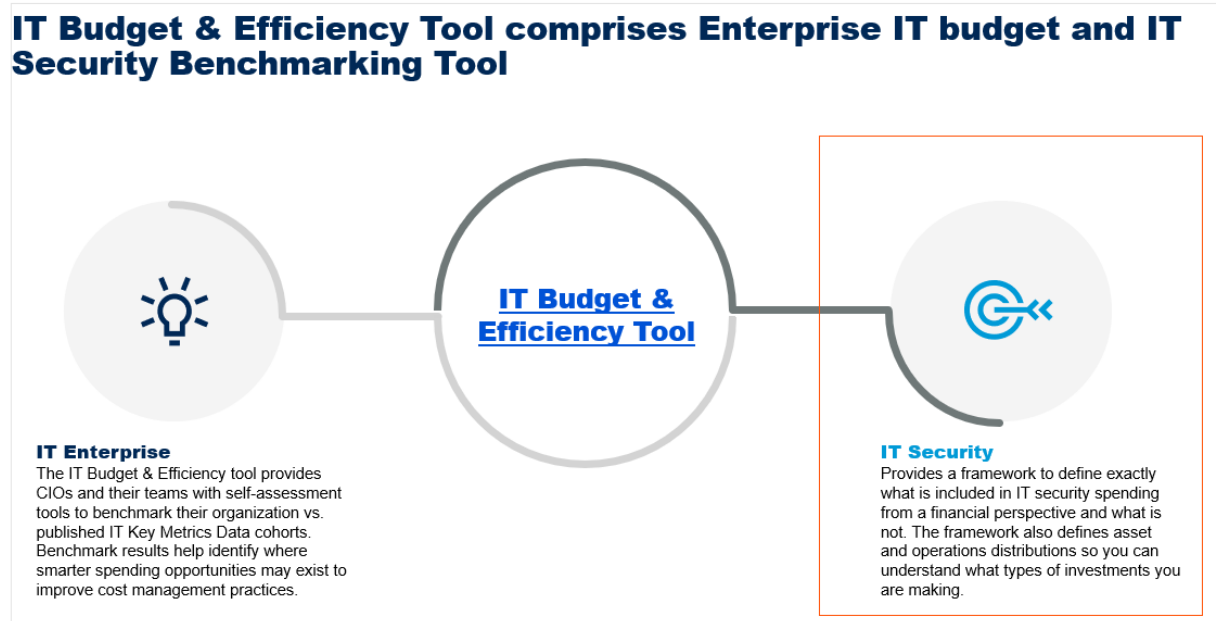 IT Budget & Efficiency Tool comprises Enterprise IT budget and IT
Security Benchmarking Tool
IT Budget &
Efficiency Tool
IT Enterprise
The IT Budget & Efficiency tool provides
CIOs and their teams with self-assessment
tools to benchmark their organization vs.
published IT Key Metrics Data cohorts.
Benchmark results help identify where
smarter spending opportunities may exist to
improve cost management practices.
IT Security
Provides a framework to define exactly
what is included in IT security spending
from a financial perspective and what is
not. The framework also defines asset
and operations distributions so you can
understand what types of investments you
are making.